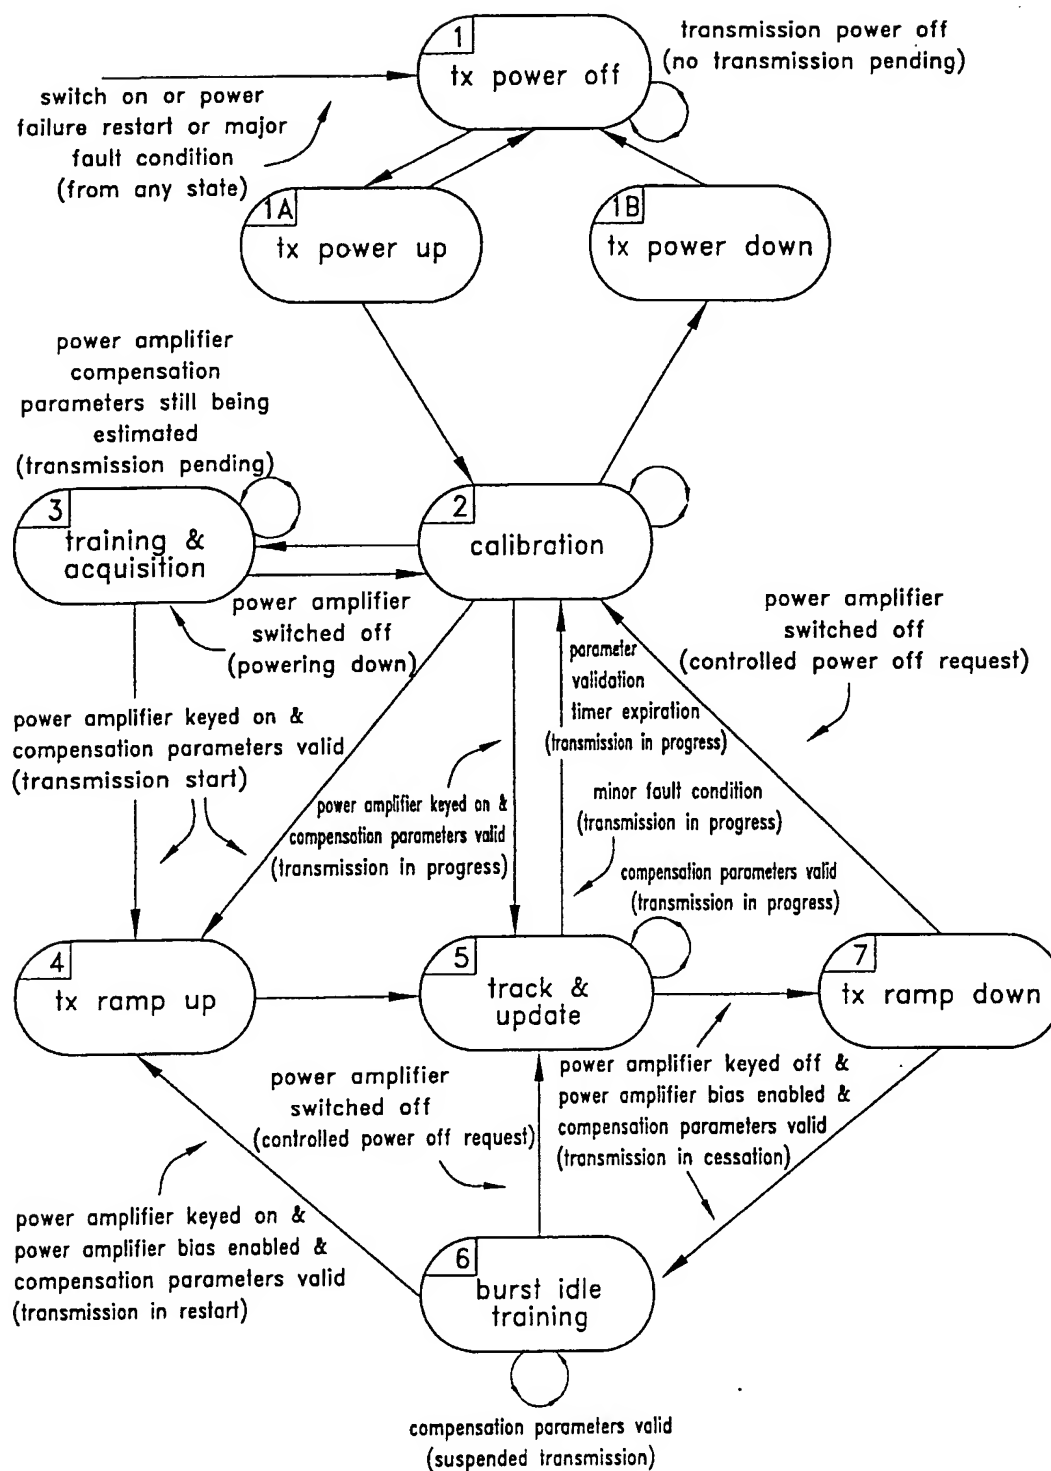 1
tx power off
transmission power off
(no transmission pending)
switch on or power
failure restart or major
fault condition
(from any state)
1A
tx power up
1B
tx power down
power amplifier
compensation
parameters still being
estimated
(transmission pending)
3
training &
acquisition
2
calibration
power amplifier
switched off
(powering down)
parameter
validation
timer expiration
(transmission in progress)
power amplifier
switched off
(controlled power off request)
power amplifier keyed on &
compensation parameters valid
(transmission start)
power amplifier keyed on &
compensation parameters valid
(transmission in progress)
minor fault condition
(transmission in progress)
compensation parameters valid
(transmission in progress)
4
tx ramp up
5
track &
update
7
tx ramp down
power amplifier
switched off
(controlled power off request)
power amplifier keyed off &
power amplifier bias enabled &
compensation parameters valid
(transmission in cessation)
power amplifier keyed on &
power amplifier bias enabled &
compensation parameters valid
(transmission in restart)
6
burst idle
training
compensation parameters valid
(suspended transmission)